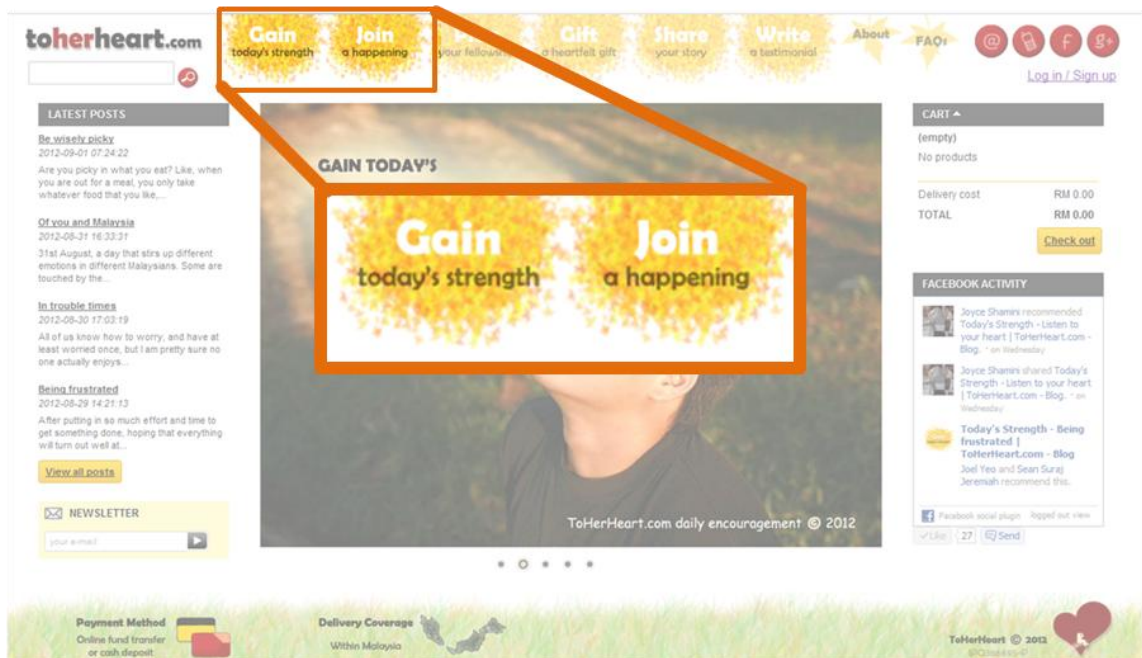 toherheart.com
Gain
today's strength
Join
a happening
your fellowship
Gift
a heartfelt gift
Share
your story
Write
a testimonial
About
FAQs
@
f
g+
Log in / Sign up
LATEST POSTS
Be wisely picky
2012-09-01 07:24:22
Are you picky in what you eat? Like, when
you are out for a meal, you only take
whatever food that you like,...
Of you and Malaysia
2012-08-31 16:33:31
31st August, a day that stirs up different
emotions in different Malaysians. Some are
touched by the...
In trouble times
2012-08-30 17:03:19
All of us know how to worry, and have at
least worried once, but I am pretty sure no
one actually enjoys...
Being frustrated
2012-08-29 14:21:13
After putting in so much effort and time to
get something done, hoping that everything
will turn out well at...
View all posts
NEWSLETTER
your e-mail
GAIN TODAY'S
Gain
today's strength
Join
a happening
ToHerHeart.com daily encouragement © 2012
CART
(empty)
No products
Delivery cost RM 0.00
TOTAL RM 0.00
Check out
FACEBOOK ACTIVITY
Joyce Shamini recommended
Today's Strength - Listen to
your heart | ToHerHeart.com -
Blog. · on Wednesday
Joyce Shamini shared Today's
Strength - Listen to your heart
| ToHerHeart.com - Blog. · on
Wednesday
Today's Strength - Being
frustrated |
ToHerHeart.com - Blog
Joel Yeo and Sean Suraj
Jeremiah recommend this.
Facebook social plugin logged out view
Like 27 Send
Payment Method
Online fund transfer
or cash deposit
Delivery Coverage
Within Malaysia
ToHerHeart © 2012